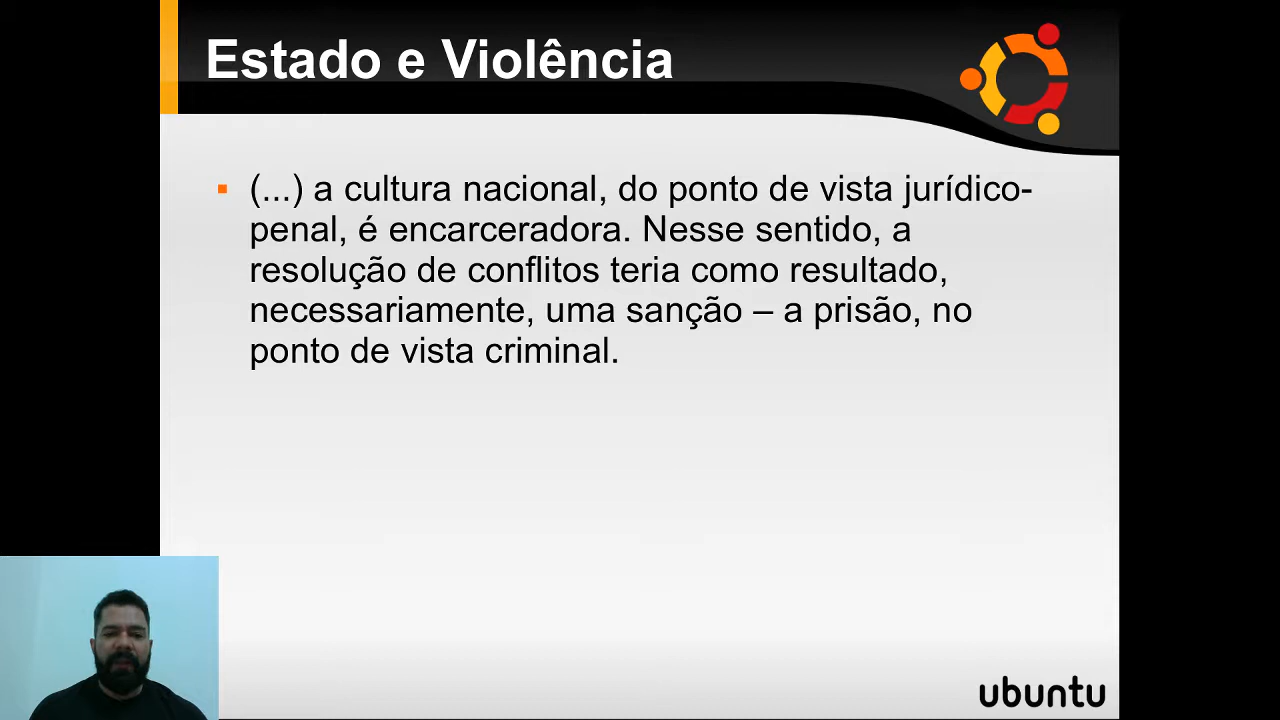 Estado e Violência
(...) a cultura nacional, do ponto de vista jurídico-
penal, é encarceradora. Nesse sentido, a
resolução de conflitos teria como resultado,
necessariamente, uma sanção – a prisão, no
ponto de vista criminal.
ubuntu